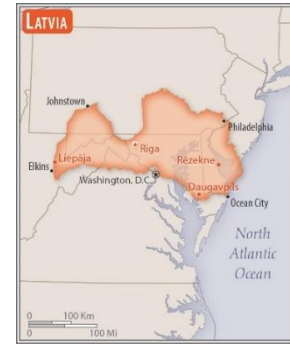 LATVIA
Johnstown
Philadelphia
Riga
Liepāja
Rēzekne
Elkins
Washington, D.C.
Daugavpils
Ocean City
North
Atlantic
Ocean
0 100 Km
0 100 Mi